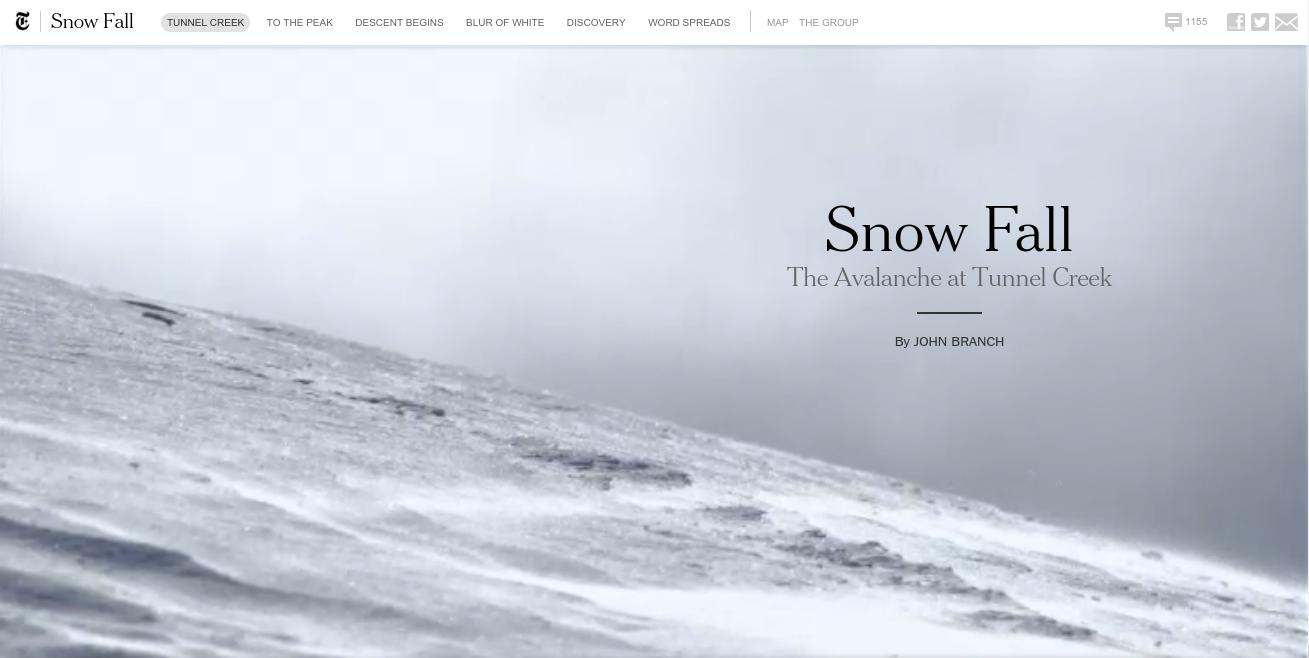 Snow Fall TUNNEL CREEK TO THE PEAK DESCENT BEGINS BLUR OF WHITE DISCOVERY WORD SPREADS MAP THE GROUP 1155
Snow Fall
The Avalanche at Tunnel Creek
By JOHN BRANCH